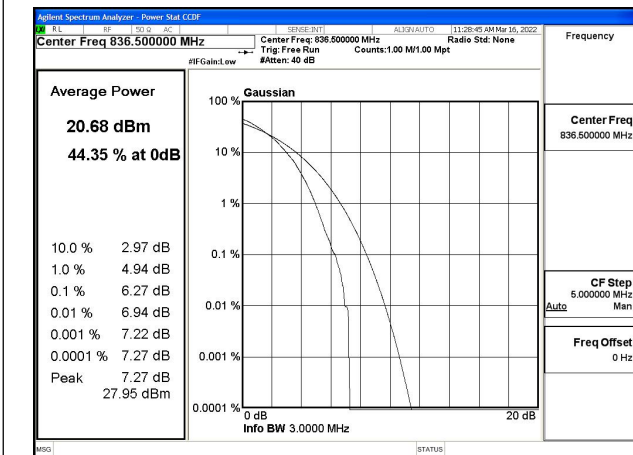 Agilent Spectrum Analyzer - Power Stat CCDF
RL RF 50 Ω AC SENSE:INT ALIGN AUTO 11:28:45 AM Mar 16, 2022
Center Freq 836.500000 MHz
Center Freq: 836.500000 MHz Radio Std: None
Trig: Free Run Counts:1.00 M/1.00 Mpt
#IFGain:Low #Atten: 40 dB
Frequency
Average Power
20.68 dBm
44.35 % at 0dB
10.0 % 2.97 dB
1.0 % 4.94 dB
0.1 % 6.27 dB
0.01 % 6.94 dB
0.001 % 7.22 dB
0.0001 % 7.27 dB
Peak 7.27 dB
27.95 dBm
Gaussian
100 %
10 %
1 %
0.1 %
0.01 %
0.001 %
0.0001 %
0 dB 20 dB
Info BW 3.0000 MHz
Center Freq
836.500000 MHz
CF Step
5.000000 MHz
Auto Man
Freq Offset
0 Hz
MSG STATUS